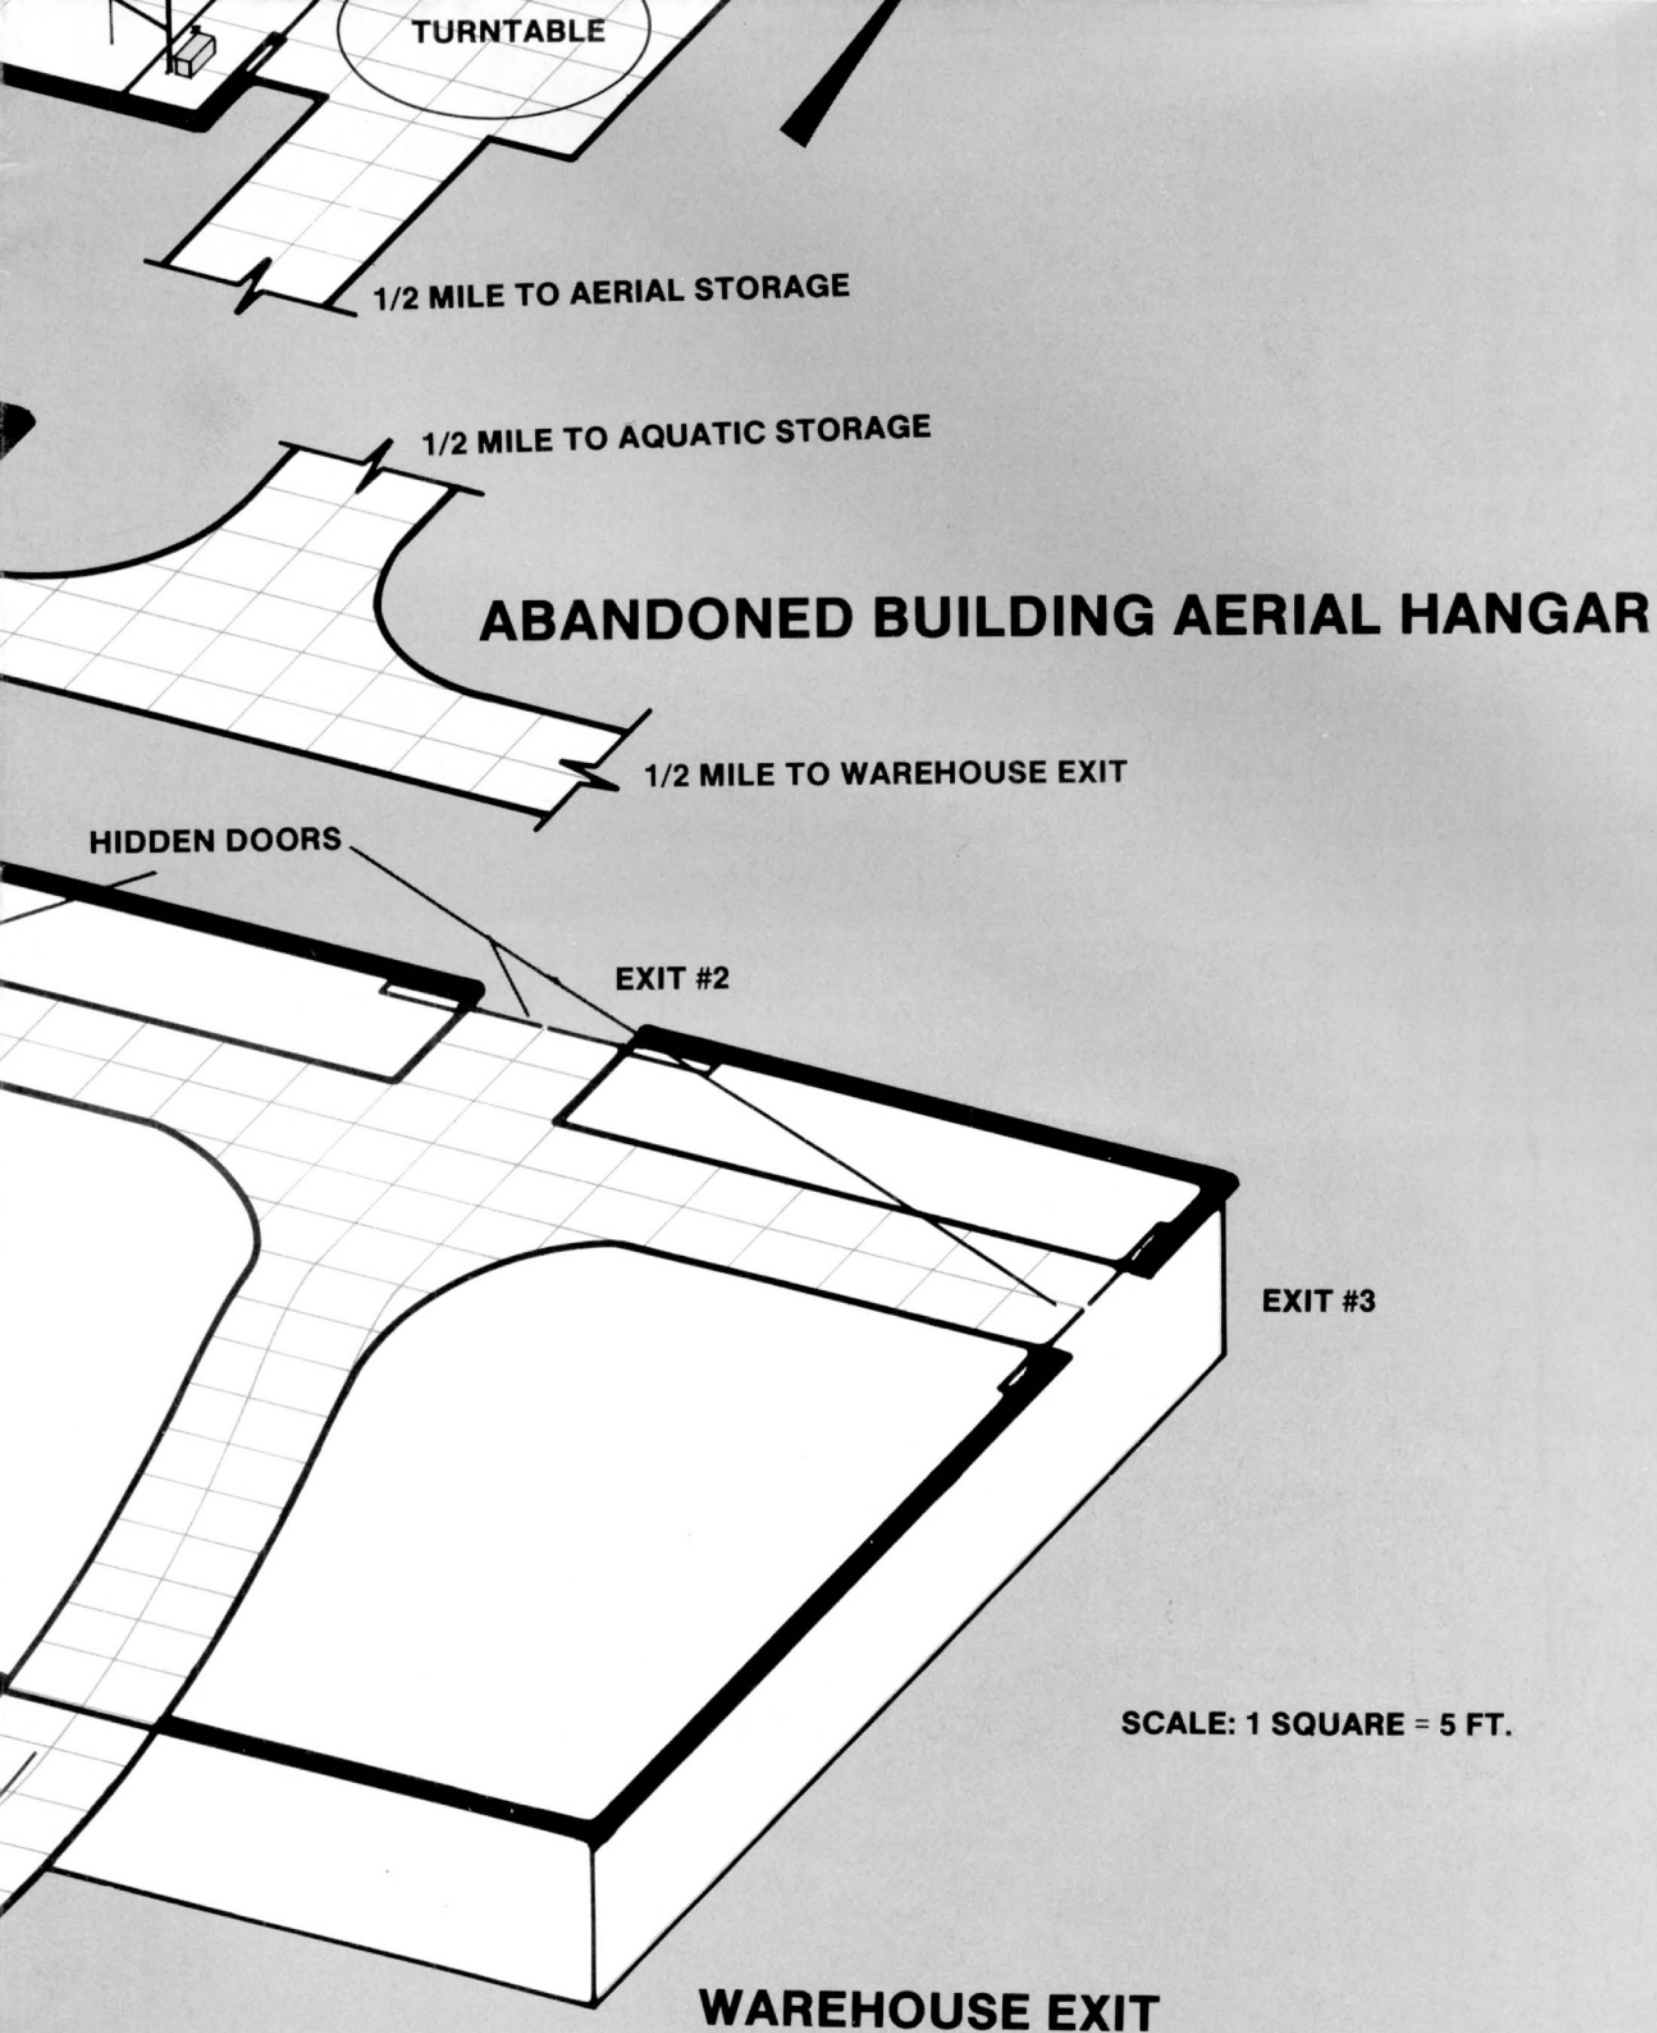 TURNTABLE
1/2 MILE TO AERIAL STORAGE
1/2 MILE TO AQUATIC STORAGE
ABANDONED BUILDING AERIAL HANGAR
1/2 MILE TO WAREHOUSE EXIT
HIDDEN DOORS
EXIT #2
EXIT #3
SCALE: 1 SQUARE = 5 FT.
WAREHOUSE EXIT